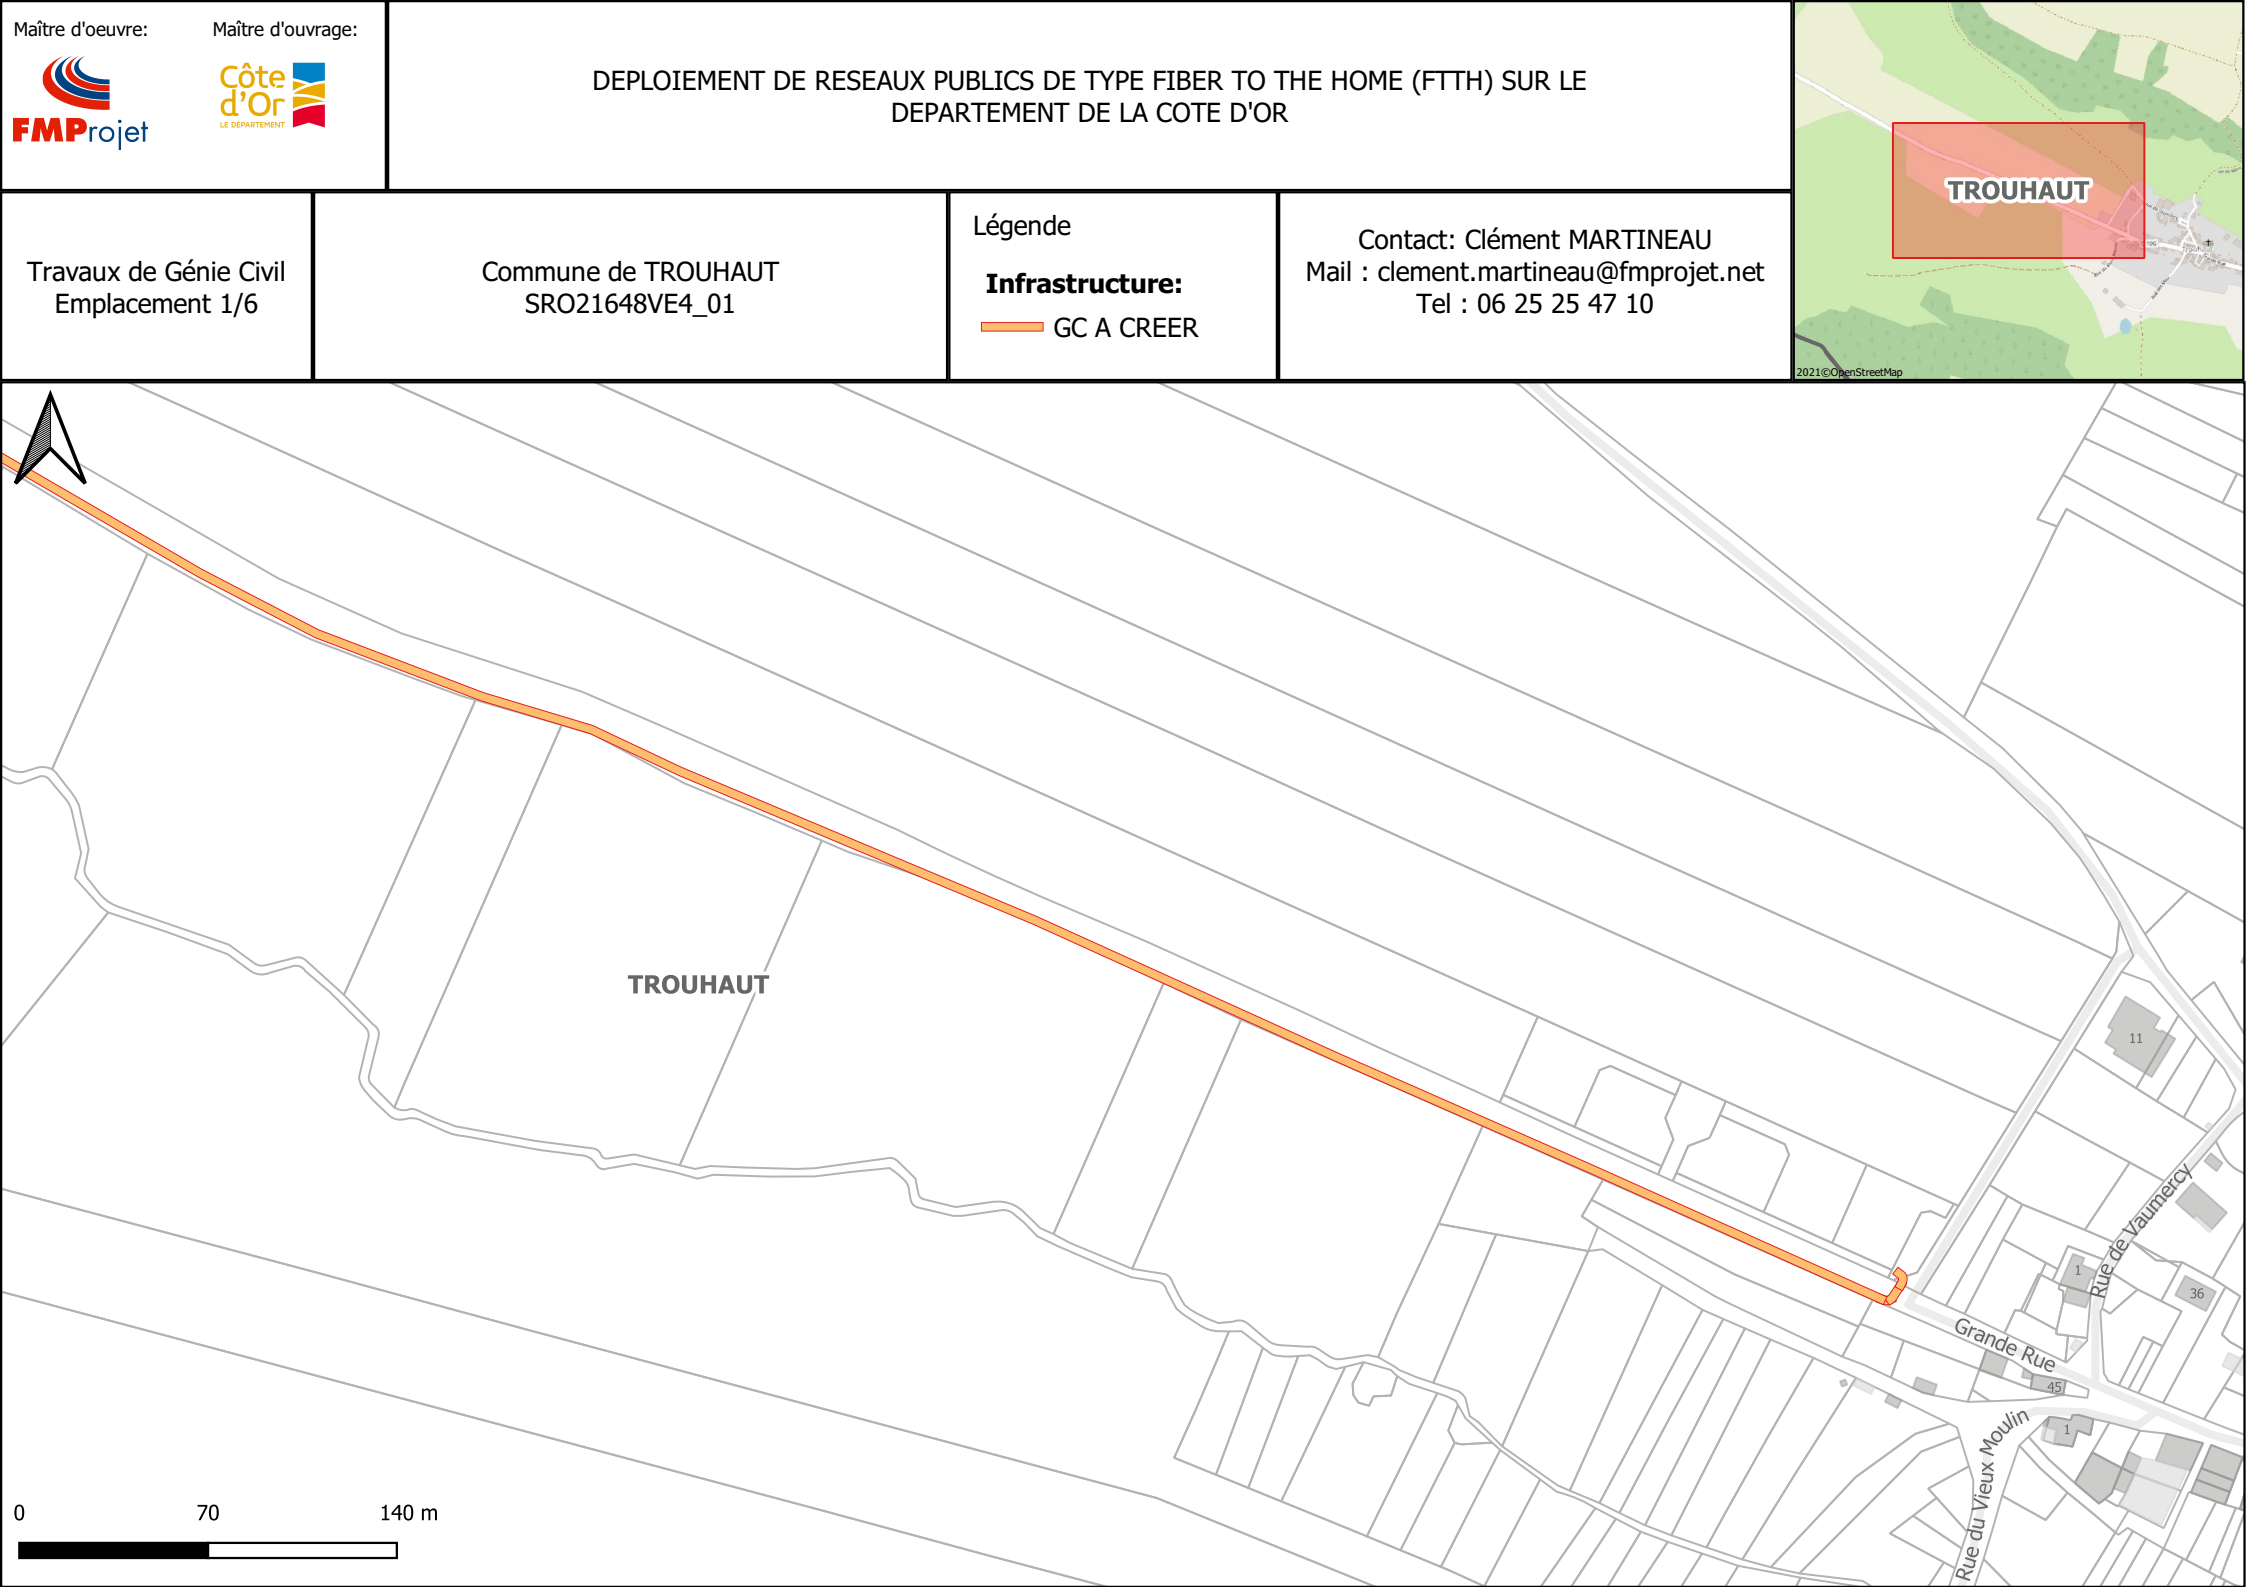 Maître d'oeuvre:
Maître d'ouvrage:
FMProjet
Côte
d'Or
LE DÉPARTEMENT
DEPLOIEMENT DE RESEAUX PUBLICS DE TYPE FIBER TO THE HOME (FTTH) SUR LE
DEPARTEMENT DE LA COTE D'OR
TROUHAUT
2021©OpenStreetMap
Travaux de Génie Civil
Emplacement 1/6
Commune de TROUHAUT
SRO21648VE4_01
Légende
Infrastructure:
GC A CREER
Contact: Clément MARTINEAU
Mail : clement.martineau@fmprojet.net
Tel : 06 25 25 47 10
TROUHAUT
11
Rue de Vaumercy
1
36
Grande Rue
45
1
Rue du Vieux Moulin
0
70
140 m